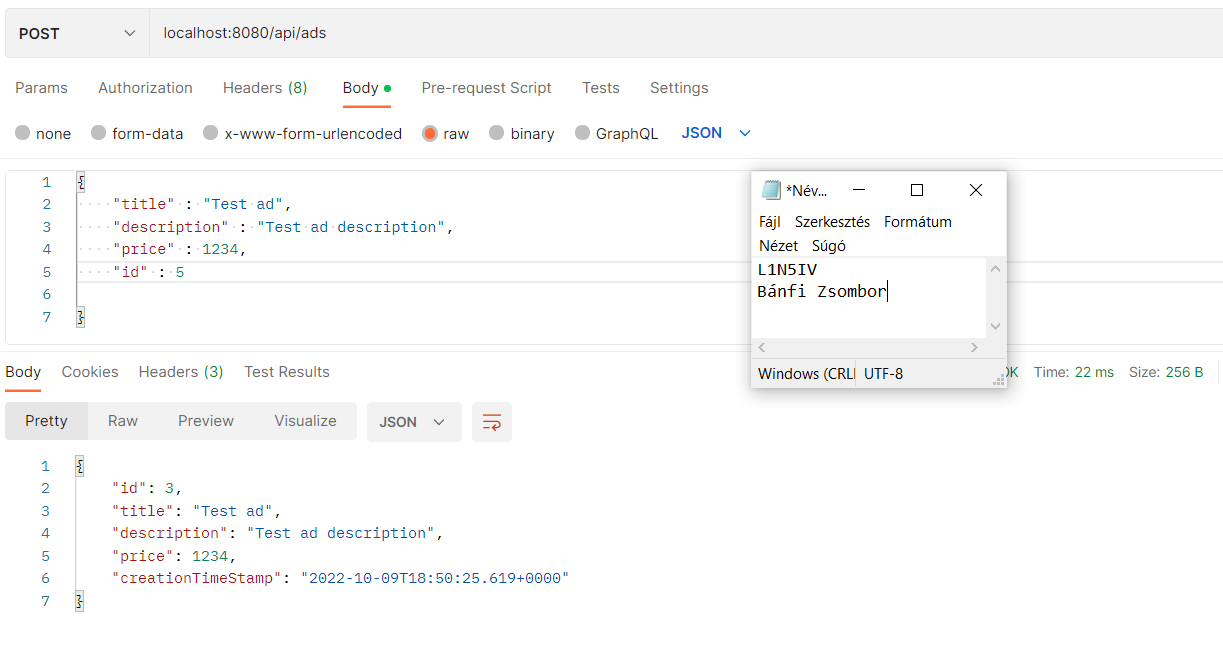 POST localhost:8080/api/ads
Params Authorization Headers (8) Body Pre-request Script Tests Settings
none form-data x-www-form-urlencoded raw binary GraphQL JSON
1 {
2 "title" : "Test ad",
3 "description" : "Test ad description",
4 "price" : 1234,
5 "id" : 5
6
7 }
*Név...
Fájl Szerkesztés Formátum
Nézet Súgó
L1N5IV
Bánfi Zsombor
Windows (CRLI UTF-8
Body Cookies Headers (3) Test Results OK Time: 22 ms Size: 256 B
Pretty Raw Preview Visualize JSON
1 {
2 "id": 3,
3 "title": "Test ad",
4 "description": "Test ad description",
5 "price": 1234,
6 "creationTimeStamp": "2022-10-09T18:50:25.619+0000"
7 }